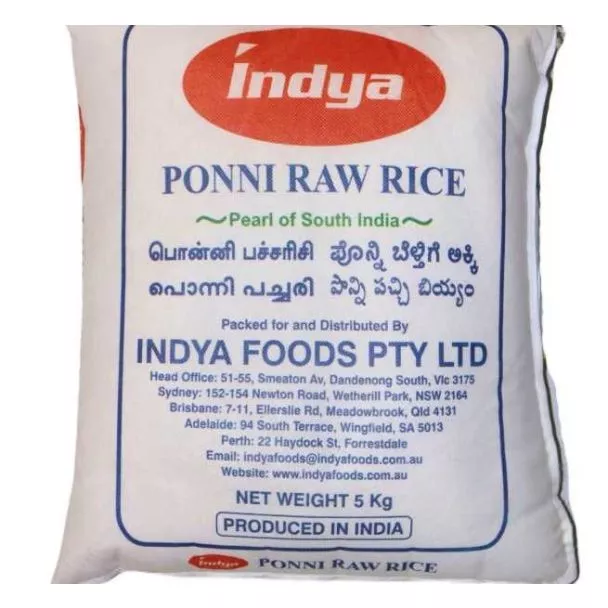 indya
PONNI RAW RICE
~Pearl of South India~
பொன்னி பச்சரிசி ಪೊನ್ನಿ ಬೆಳ್ತಿಗೆ ಅಕ್ಕಿ
പൊന്നി പച്ചരി పొన్ని పచ్చి బియ్యం
Packed for and Distributed By
INDYA FOODS PTY LTD
Head Office: 51-55, Smeaton Av, Dandenong South, Vic 3175
Sydney: 152-154 Newton Road, Wetherill Park, NSW 2164
Brisbane: 7-11, Ellerslie Rd, Meadowbrook, Qld 4131
Adelaide: 94 South Terrace, Wingfield, SA 5013
Perth: 22 Haydock St, Forrestdale
Email: indyafoods@indyafoods.com.au
Website: www.indyafoods.com.au
NET WEIGHT 5 Kg
PRODUCED IN INDIA
indya PONNI RAW RICE